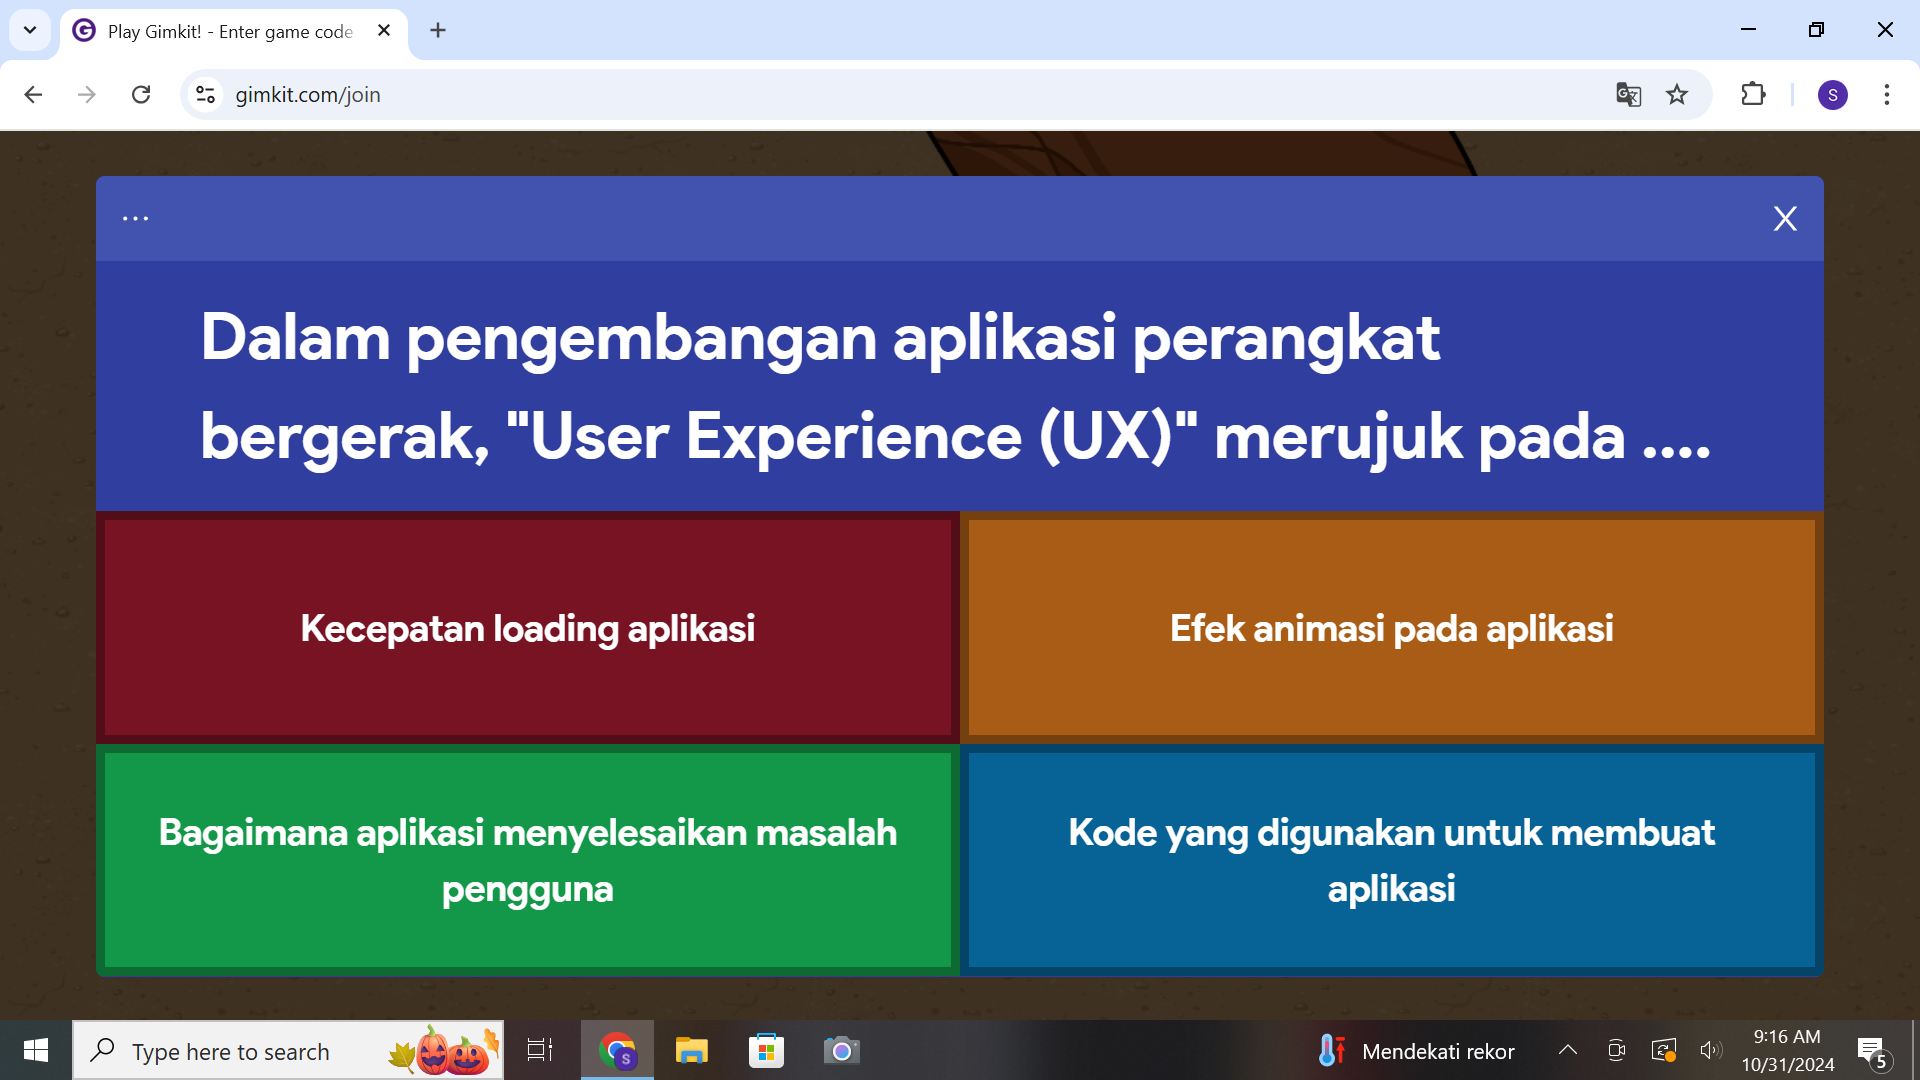 Play Gimkit! - Enter game code
gimkit.com/join
S
...
X
Dalam pengembangan aplikasi perangkat
bergerak, "User Experience (UX)" merujuk pada ....
Kecepatan loading aplikasi
Efek animasi pada aplikasi
Bagaimana aplikasi menyelesaikan masalah
pengguna
Kode yang digunakan untuk membuat
aplikasi
Type here to search
S
Mendekati rekor
9:16 AM
10/31/2024
5